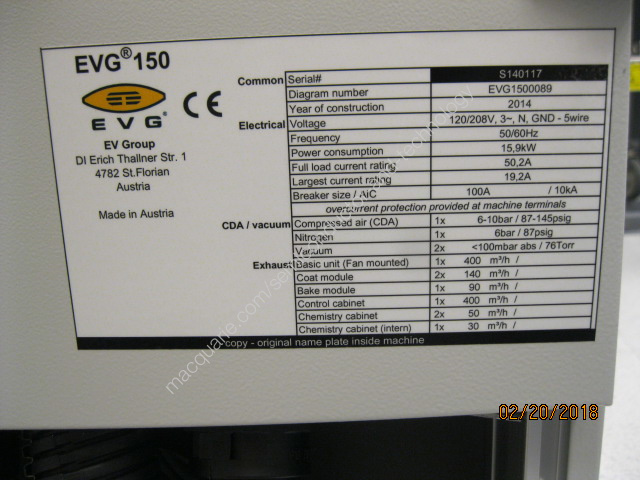 EVG®150
EVG®
CE
EV Group
DI Erich Thallner Str. 1
4782 St.Florian
Austria
Made in Austria
Common Serial# S140117
Diagram number EVG1500089
Year of construction 2014
Electrical Voltage 120/208V, 3~, N, GND - 5wire
Frequency 50/60Hz
Power consumption 15,9kW
Full load current rating 50,2A
Largest current rating 19,2A
Breaker size / AiC 100A / 10kA
overcurrent protection provided at machine terminals
CDA / vacuum Compressed air (CDA) 1x 6-10bar / 87-145psig
Nitrogen 1x 6bar / 87psig
Vacuum 2x <100mbar abs / 76Torr
Exhaust Basic unit (Fan mounted) 1x 400 m³/h /
Coat module 2x 140 m³/h /
Bake module 1x 90 m³/h /
Control cabinet 1x 400 m³/h /
Chemistry cabinet 2x 50 m³/h /
Chemistry cabinet (intern) 1x 30 m³/h /
copy - original name plate inside machine
macquarie.com/semiconductor-technology
02/20/2018